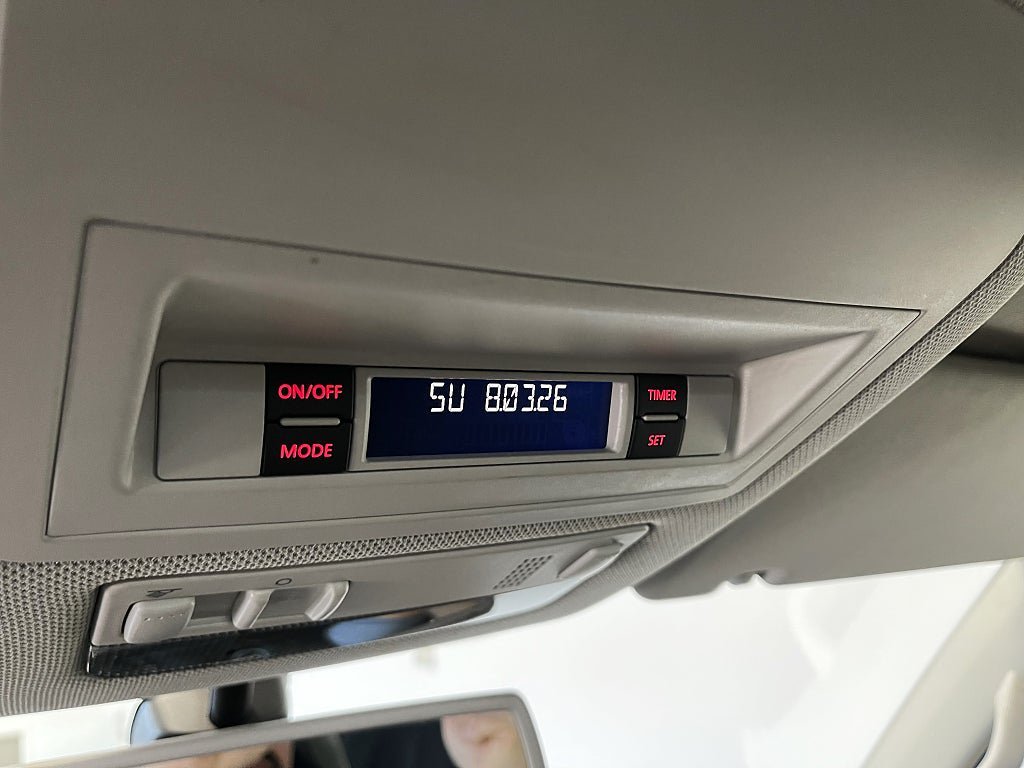 ON/OFF
MODE
SU 8.03.26
TIMER
SET